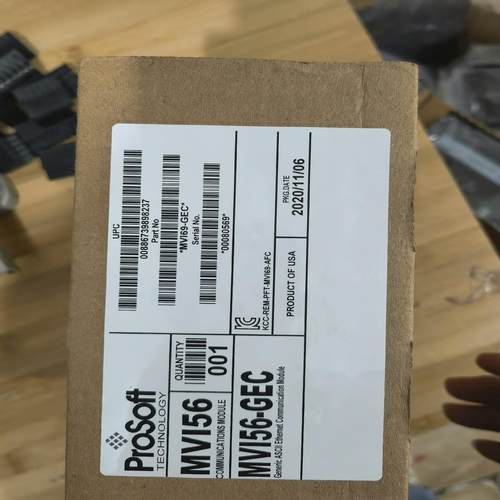 UPC
00886739898237
Part No
*MVI69-GEC*
Serial No.
*00080569*
KCC-REM-PFT-MVI69-AFC
PKG.DATE
2020/11/06
PRODUCT OF USA
ProSoft
TECHNOLOGY
QUANTITY
001
MVI56
COMMUNICATIONS MODULE
MVI56-GEC
Generic ASCII Ethernet Communication Module